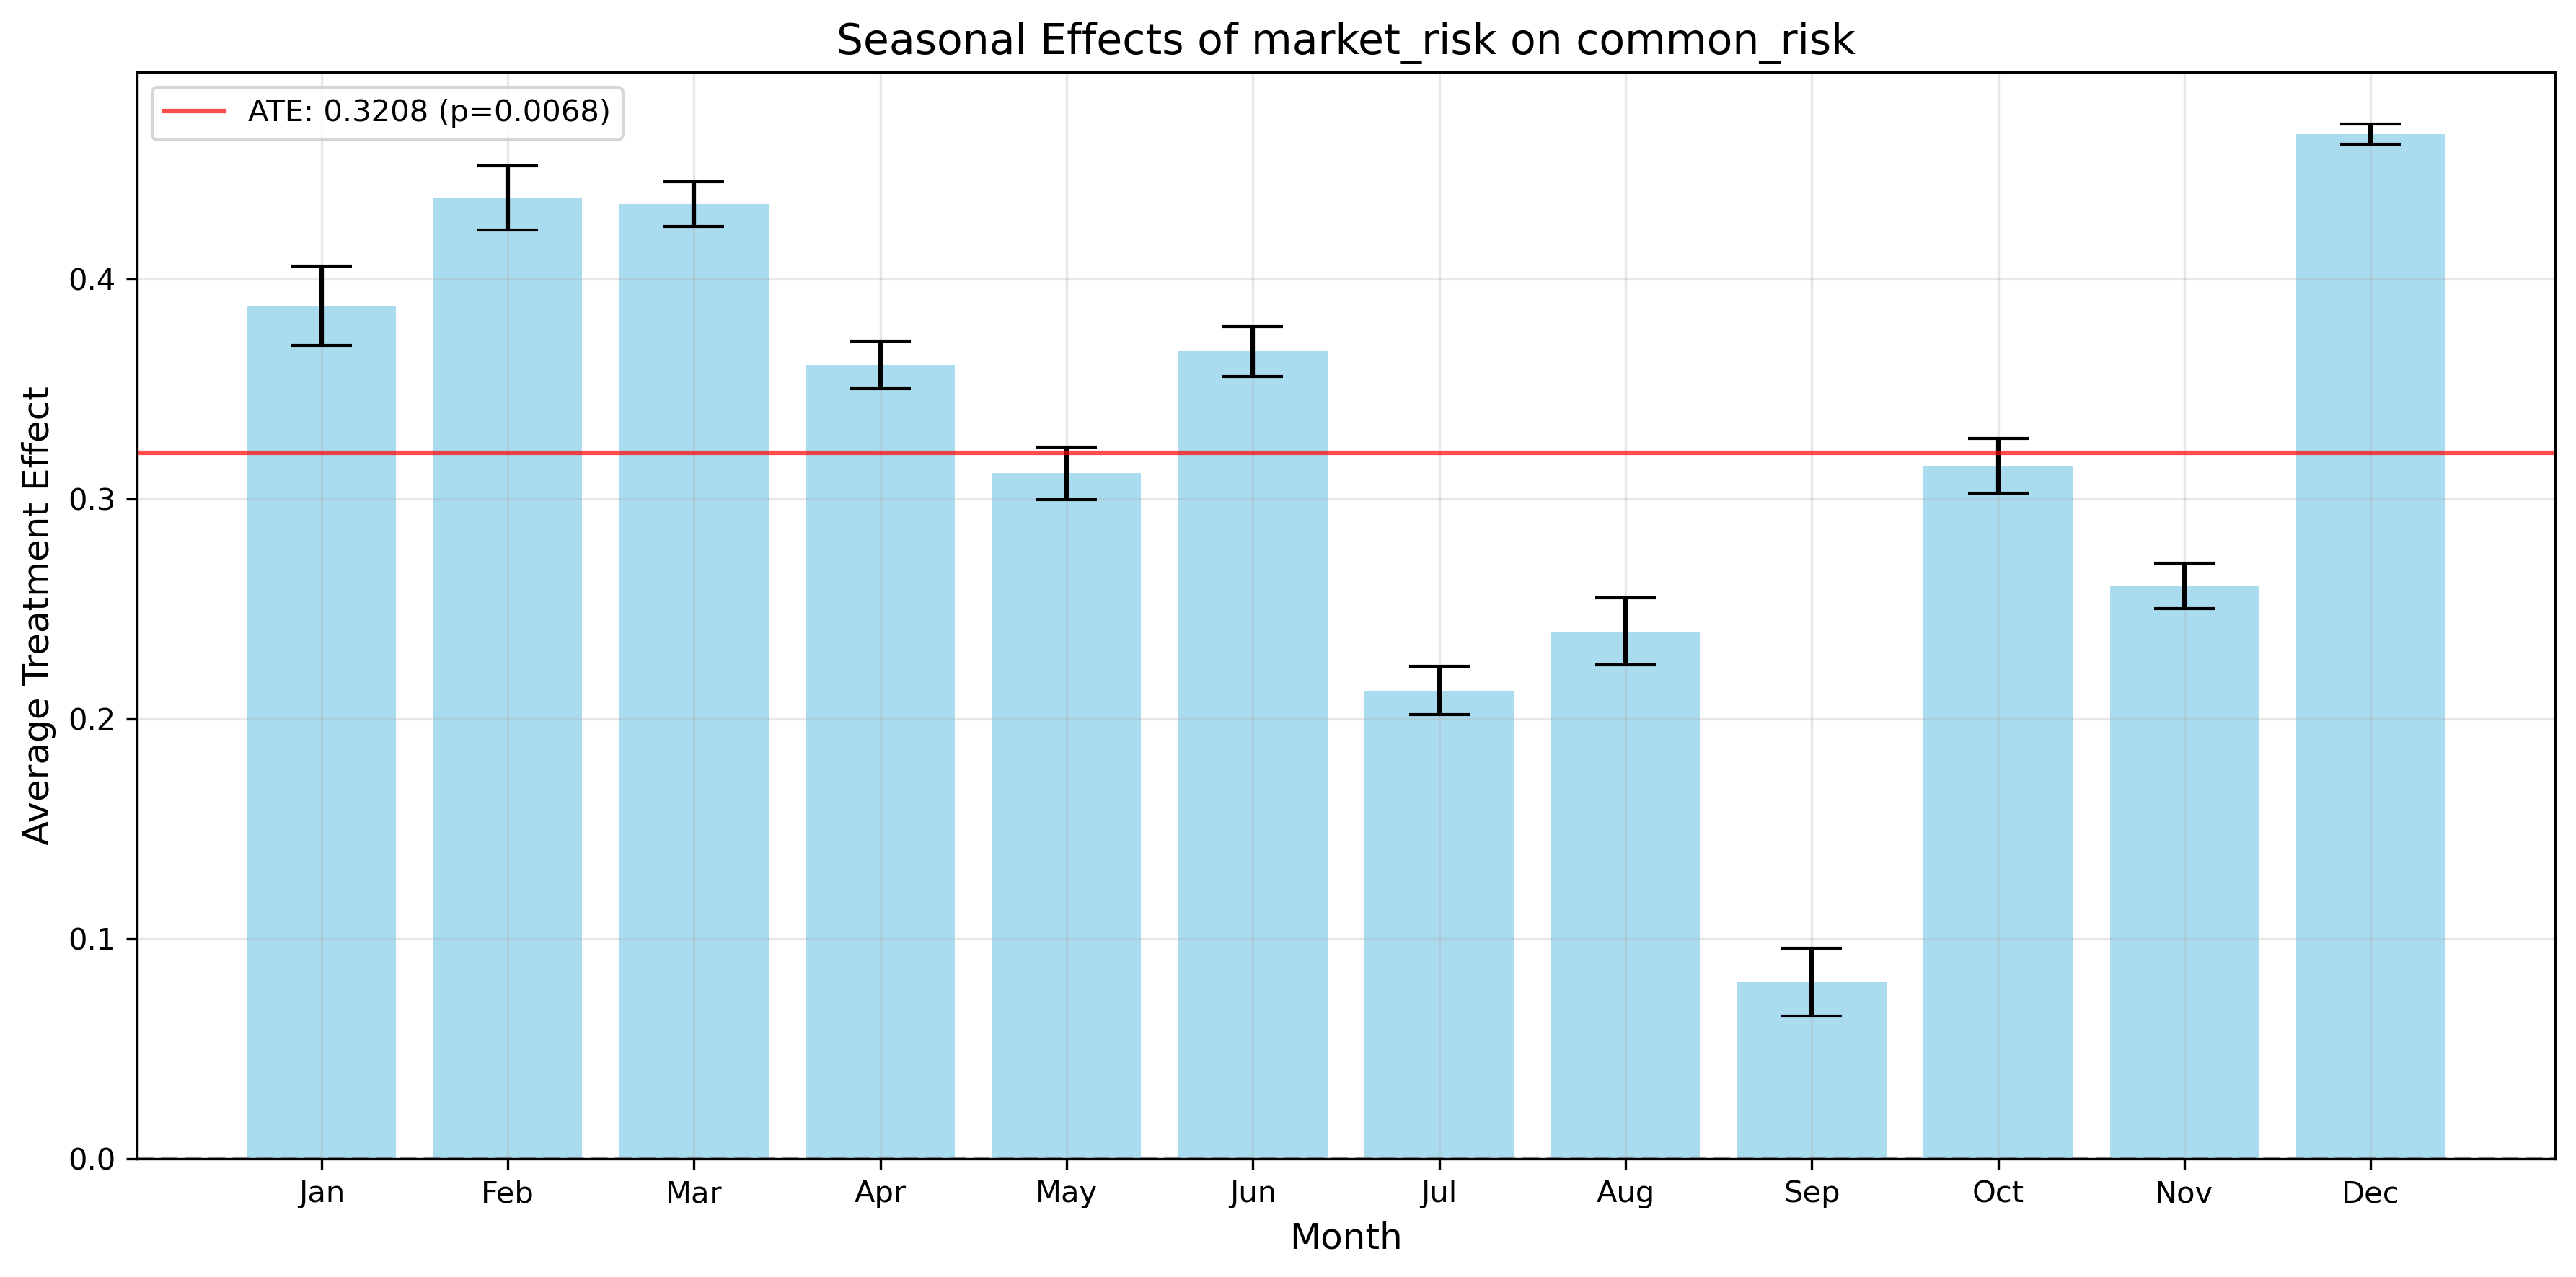 Seasonal Effects of market_risk on common_risk
ATE: 0.3208 (p=0.0068)
Average Treatment Effect
0.4
0.3
0.2
0.1
0.0
Jan Feb Mar Apr May Jun Jul Aug Sep Oct Nov Dec
Month